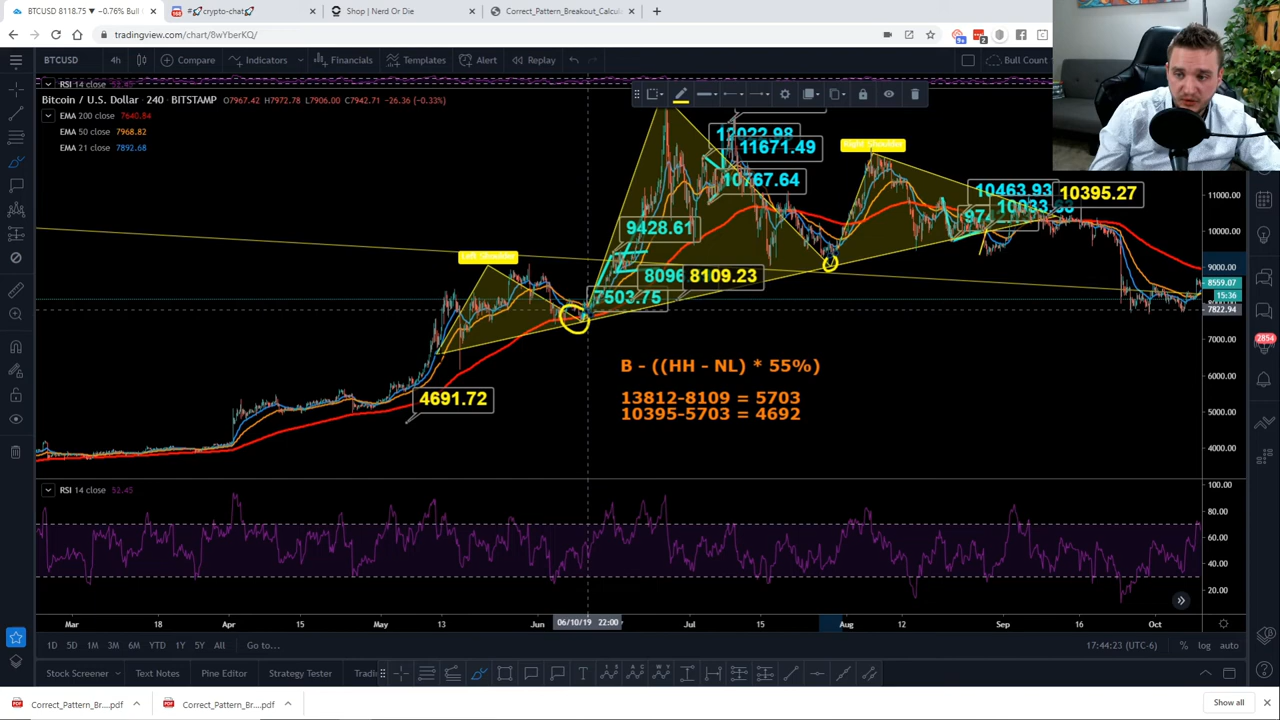 BTCUSD 8118.75 ▼ −0.76% Bull C
#🚀crypto-chat🚀
Shop | Nerd Or Die
Correct_Pattern_Breakout_Calcul
tradingview.com/chart/8wYberKQ/
BTCUSD 4h Compare Indicators Financials Templates Alert Replay Bull Count
RSI 14 close 52.45
Bitcoin / U.S. Dollar · 240 · BITSTAMP O7967.42 H7972.78 L7906.00 C7942.71 −26.36 (−0.33%)
EMA 200 close 7640.84
EMA 50 close 7968.82
EMA 21 close 7892.68
12022.98
11671.49
10767.64
Right Shoulder
10463.93
10395.27
10033.63
Left Shoulder
9428.61
8096
8109.23
7503.75
4691.72
B - ((HH - NL) * 55%)
13812-8109 = 5703
10395-5703 = 4692
11000.00
10000.00
9000.00
8559.07
15:36
7822.94
7000.00
6000.00
5000.00
4000.00
2854
RSI 14 close 52.45
100.00
80.00
60.00
40.00
20.00
Mar 18 Apr 15 May 13 Jun 06/10/19 22:00 Jul 15 Aug 12 Sep 16 Oct
1D 5D 1M 3M 6M YTD 1Y 5Y All Go to... 17:44:23 (UTC-6) % log auto
Stock Screener Text Notes Pine Editor Strategy Tester Tradi
Correct_Pattern_Br....pdf Correct_Pattern_Br....pdf Show all